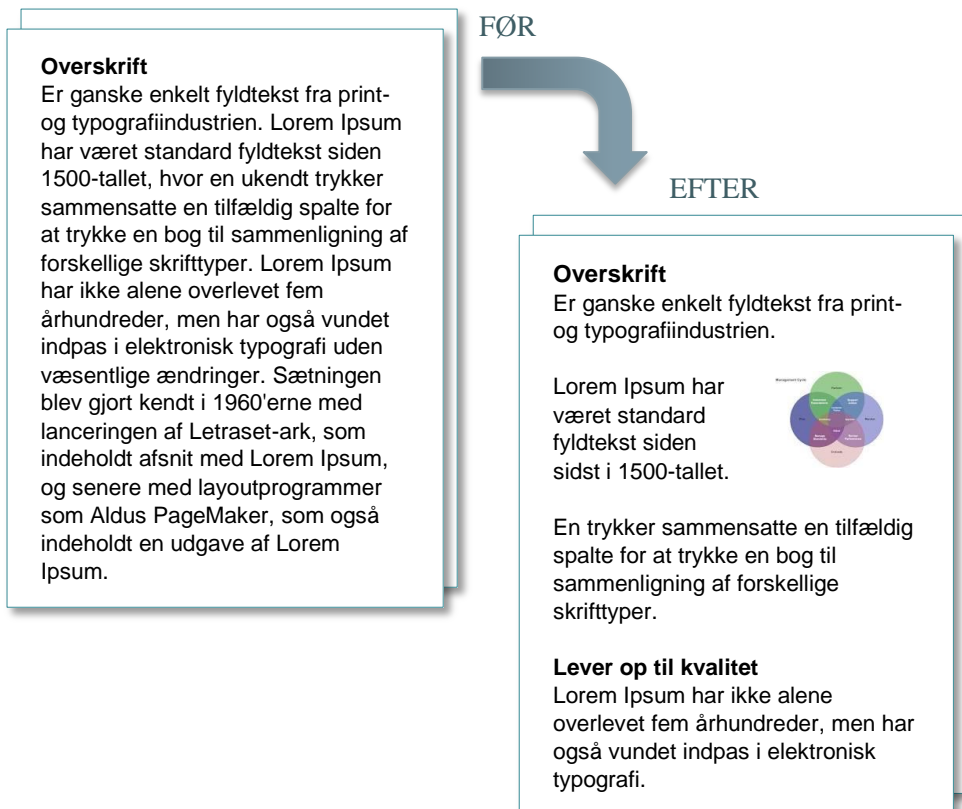 FØR
Overskrift
Er ganske enkelt fyldtekst fra print-
og typografiindustrien. Lorem Ipsum
har været standard fyldtekst siden
1500-tallet, hvor en ukendt trykker
sammensatte en tilfældig spalte for
at trykke en bog til sammenligning af
forskellige skrifttyper. Lorem Ipsum
har ikke alene overlevet fem
århundreder, men har også vundet
indpas i elektronisk typografi uden
væsentlige ændringer. Sætningen
blev gjort kendt i 1960'erne med
lanceringen af Letraset-ark, som
indeholdt afsnit med Lorem Ipsum,
og senere med layoutprogrammer
som Aldus PageMaker, som også
indeholdt en udgave af Lorem
Ipsum.
EFTER
Overskrift
Er ganske enkelt fyldtekst fra print-
og typografiindustrien.
Lorem Ipsum har
været standard
fyldtekst siden
sidst i 1500-tallet.
Management Cycle
En trykker sammensatte en tilfældig
spalte for at trykke en bog til
sammenligning af forskellige
skrifttyper.
Lever op til kvalitet
Lorem Ipsum har ikke alene
overlevet fem århundreder, men har
også vundet indpas i elektronisk
typografi.